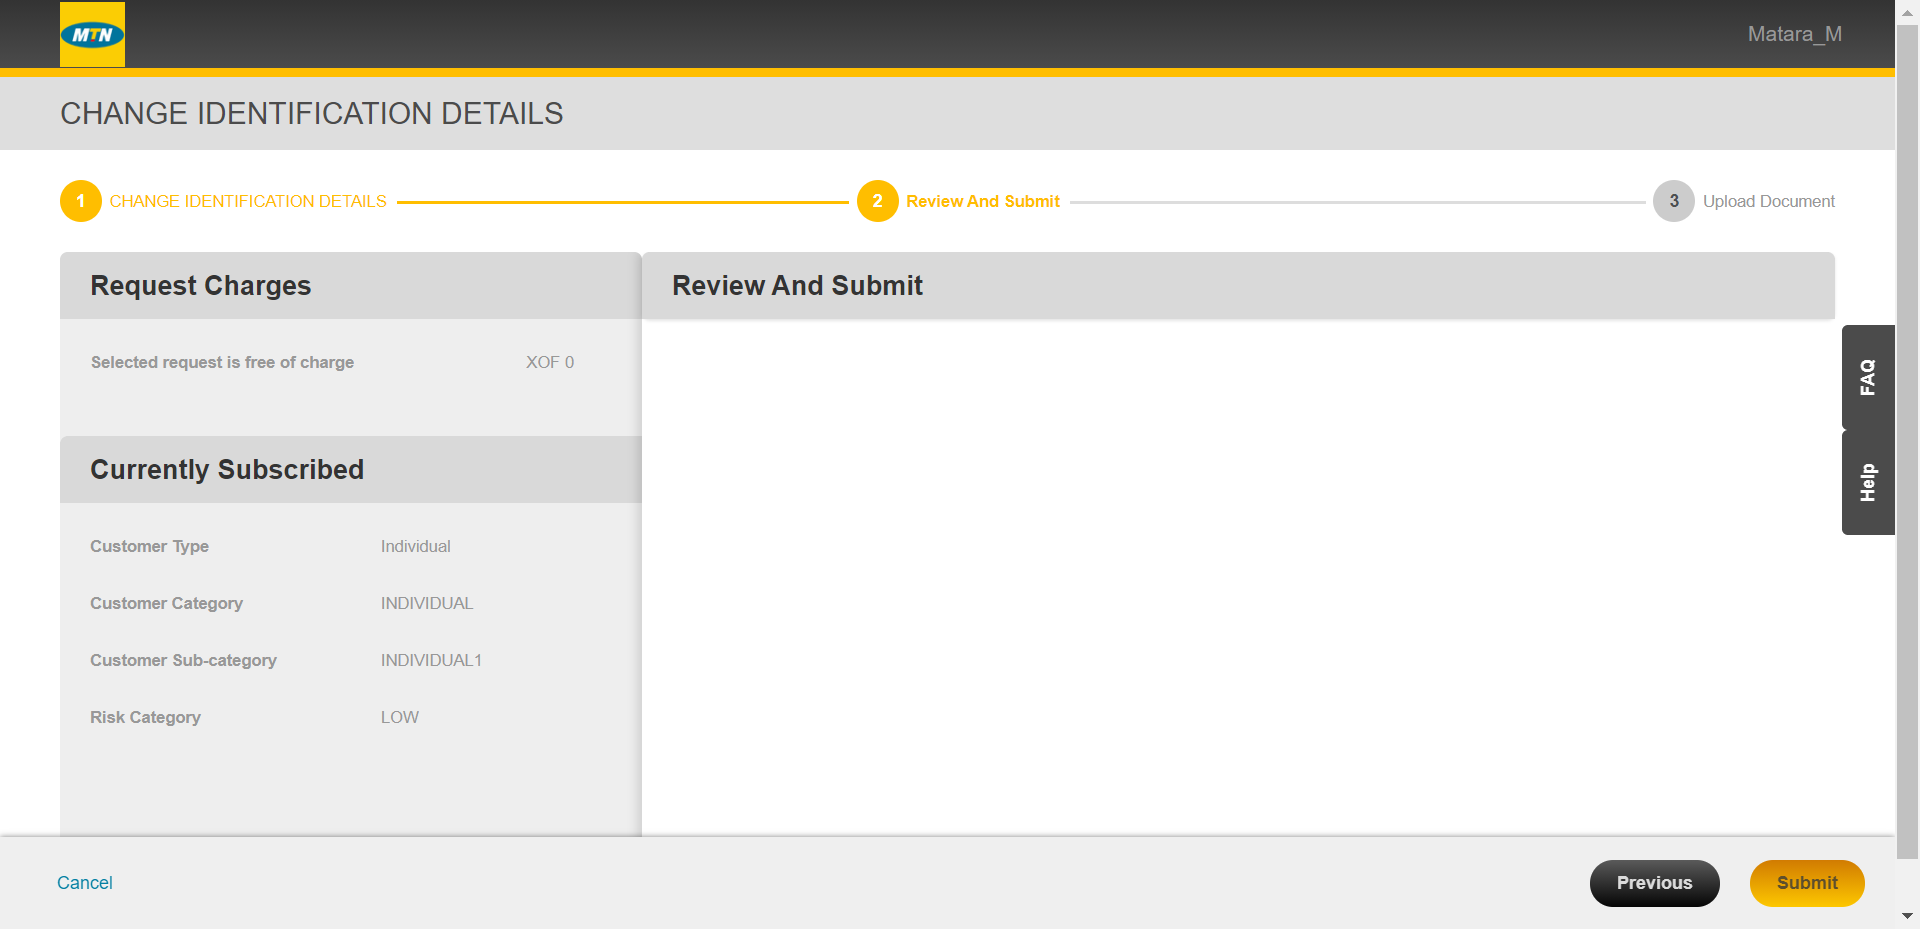 MTN
Matara_M
CHANGE IDENTIFICATION DETAILS
1 CHANGE IDENTIFICATION DETAILS
2 Review And Submit
3 Upload Document
Request Charges
Selected request is free of charge XOF 0
Currently Subscribed
Customer Type Individual
Customer Category INDIVIDUAL
Customer Sub-category INDIVIDUAL1
Risk Category LOW
Review And Submit
FAQ
Help
Cancel
Previous
Submit